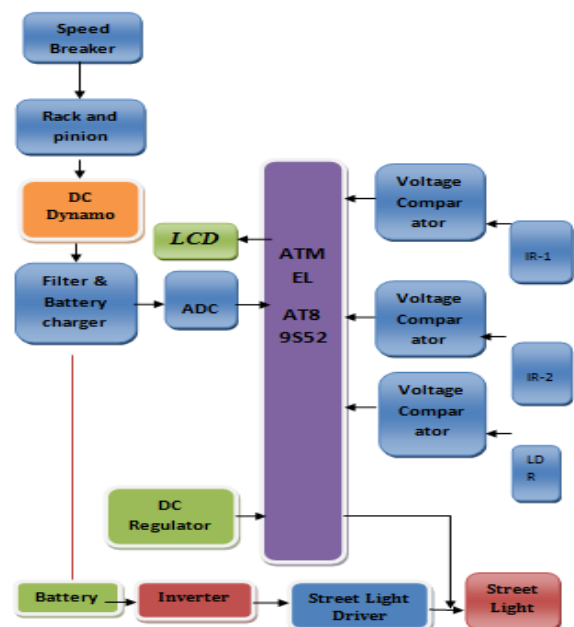 Speed
Breaker
Rack and
pinion
DC
Dynamo
Filter &
Battery
charger
ADC
LCD
ATM
EL
AT8
9S52
Voltage
Compar
ator
IR-1
Voltage
Compar
ator
IR-2
Voltage
Compar
ator
LD
R
DC
Regulator
Battery
Inverter
Street Light
Driver
Street
Light